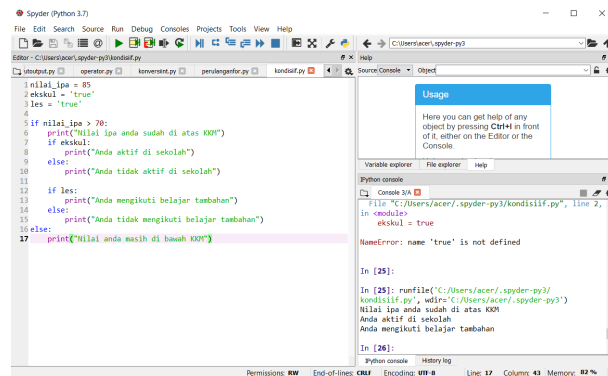 Spyder (Python 3.7)
File Edit Search Source Run Debug Consoles Projects Tools View Help
C:\Users\acer\.spyder-py3
Editor - C:\Users\acer\.spyder-py3\kondisiif.py
Help
utoutput.py operator.py konversiint.py perulanganfor.py kondisiif.py
Source Console Object
1 nilai_ipa = 85
2 ekskul = 'true'
3 les = 'true'
4
5 if nilai_ipa > 70:
6     print("Nilai ipa anda sudah di atas KKM")
7     if ekskul:
8         print("Anda aktif di sekolah")
9     else:
10         print("Anda tidak aktif di sekolah")
11
12     if les:
13         print("Anda mengikuti belajar tambahan")
14     else:
15         print("Anda tidak mengikuti belajar tambahan")
16 else:
17     print("Nilai anda masih di bawah KKM")
Usage
Here you can get help of any
object by pressing Ctrl+I in front
of it, either on the Editor or the
Console.
Variable explorer File explorer Help
IPython console
Console 3/A
File "C:/Users/acer/.spyder-py3/kondisiif.py", line 2,
in <module>
ekskul = true
NameError: name 'true' is not defined
In [25]:
In [25]: runfile('C:/Users/acer/.spyder-py3/
kondisiif.py', wdir='C:/Users/acer/.spyder-py3')
Nilai ipa anda sudah di atas KKM
Anda aktif di sekolah
Anda mengikuti belajar tambahan
In [26]:
IPython console History log
Permissions: RW End-of-lines: CRLF Encoding: UTF-8 Line: 17 Column: 43 Memory: 82 %